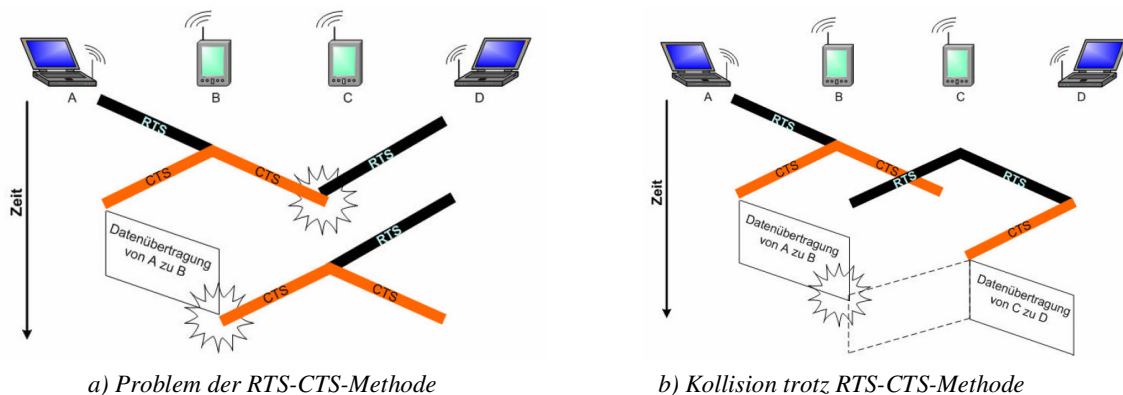 A B C D
RTS
CTS CTS RTS
Zeit
Datenübertragung
von A zu B
RTS
CTS CTS
a) Problem der RTS-CTS-Methode
A B C D
RTS
CTS CTS RTS RTS
Zeit
Datenübertragung
von A zu B
CTS
Datenübertragung
von C zu D
b) Kollision trotz RTS-CTS-Methode